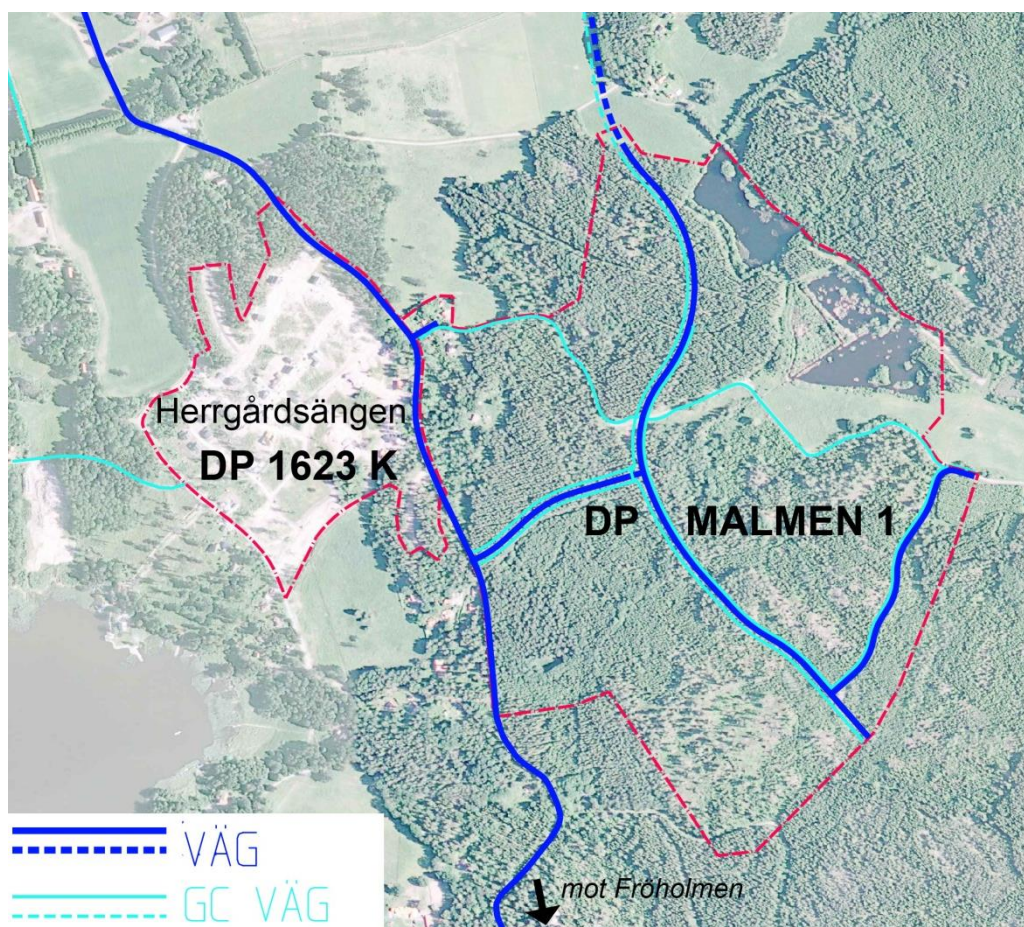 Herrgårdsängen
DP 1623 K
DP MALMEN 1
VÄG
GC VÄG
mot Fröholmen